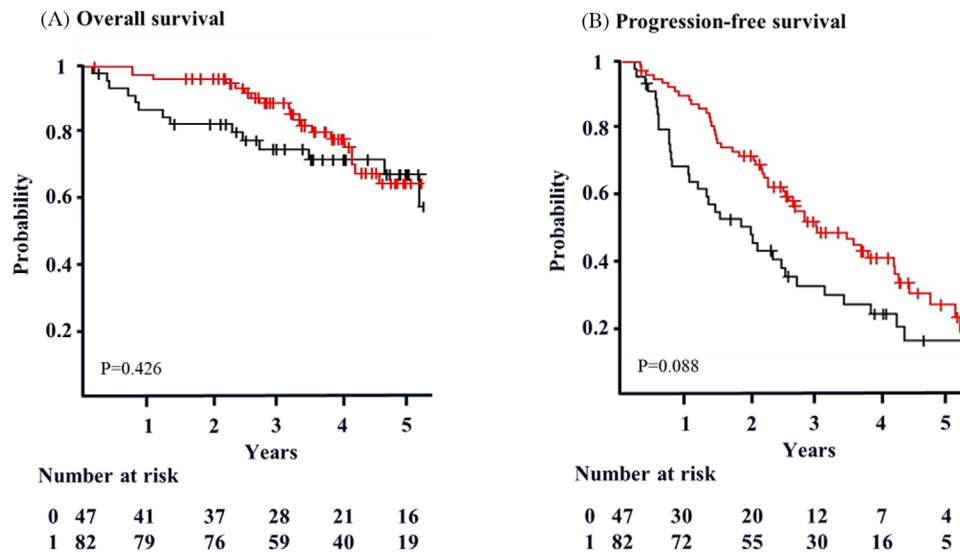 (A) Overall survival
1
0.8
0.6
0.4
0.2
Probability
P=0.426
1 2 3 4 5
Years
Number at risk
0 47 41 37 28 21 16
1 82 79 76 59 40 19
(B) Progression-free survival
1
0.8
0.6
0.4
0.2
Probability
P=0.088
1 2 3 4 5
Years
Number at risk
0 47 30 20 12 7 4
1 82 72 55 30 16 5